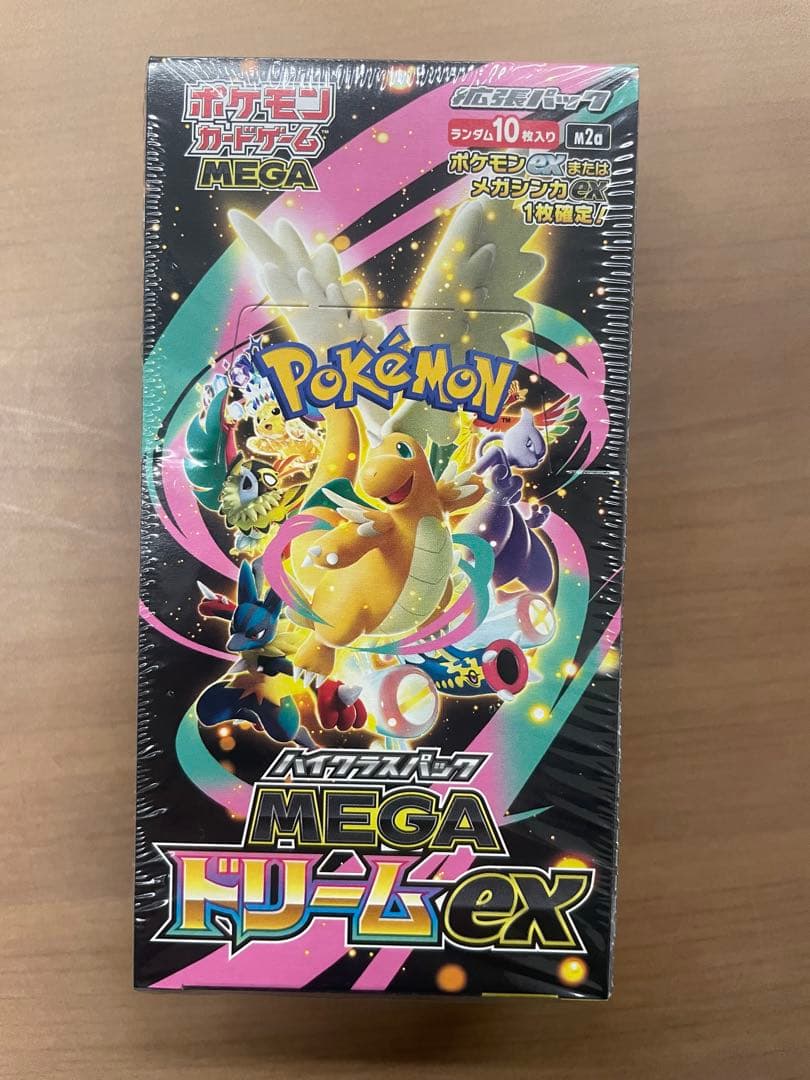 ポケモン
カードゲーム
MEGA
拡張パック
ランダム10枚入り
M2a
ポケモンexまたは
メガシンカex
1枚確定!
POKéMON
TM
ハイクラスパック
MEGA
ドリームex